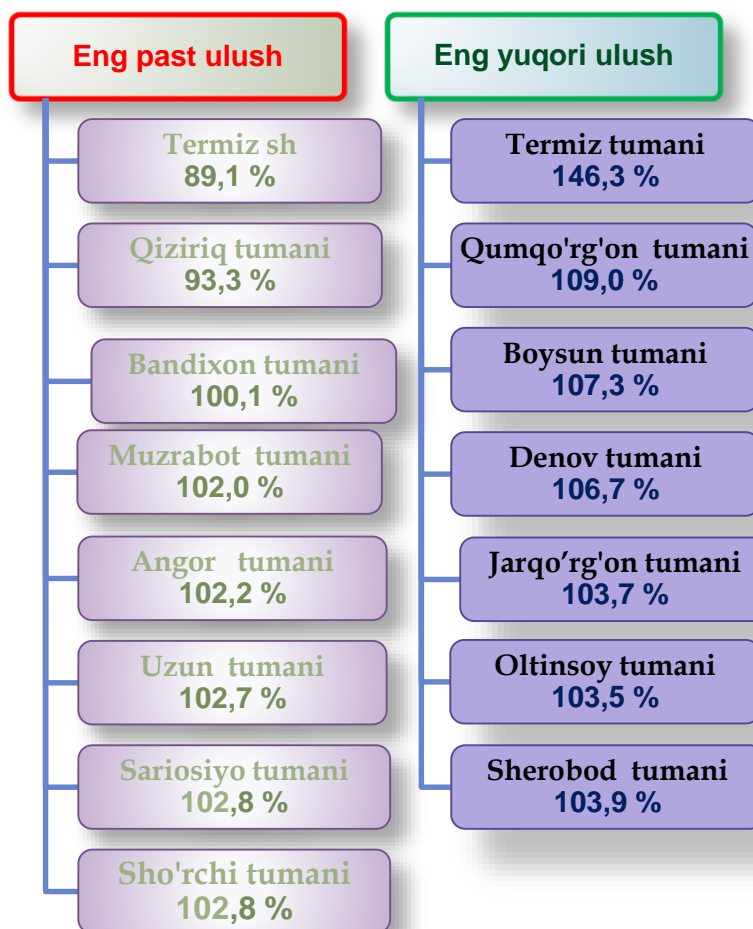 Eng past ulush
Termiz sh
89,1 %
Qiziriq tumani
93,3 %
Bandixon tumani
100,1 %
Muzrabot tumani
102,0 %
Angor tumani
102,2 %
Uzun tumani
102,7 %
Sariosiyo tumani
102,8 %
Sho'rchi tumani
102,8 %
Eng yuqori ulush
Termiz tumani
146,3 %
Qumqo'rg'on tumani
109,0 %
Boysun tumani
107,3 %
Denov tumani
106,7 %
Jarqo’rg'on tumani
103,7 %
Oltinsoy tumani
103,5 %
Sherobod tumani
103,9 %